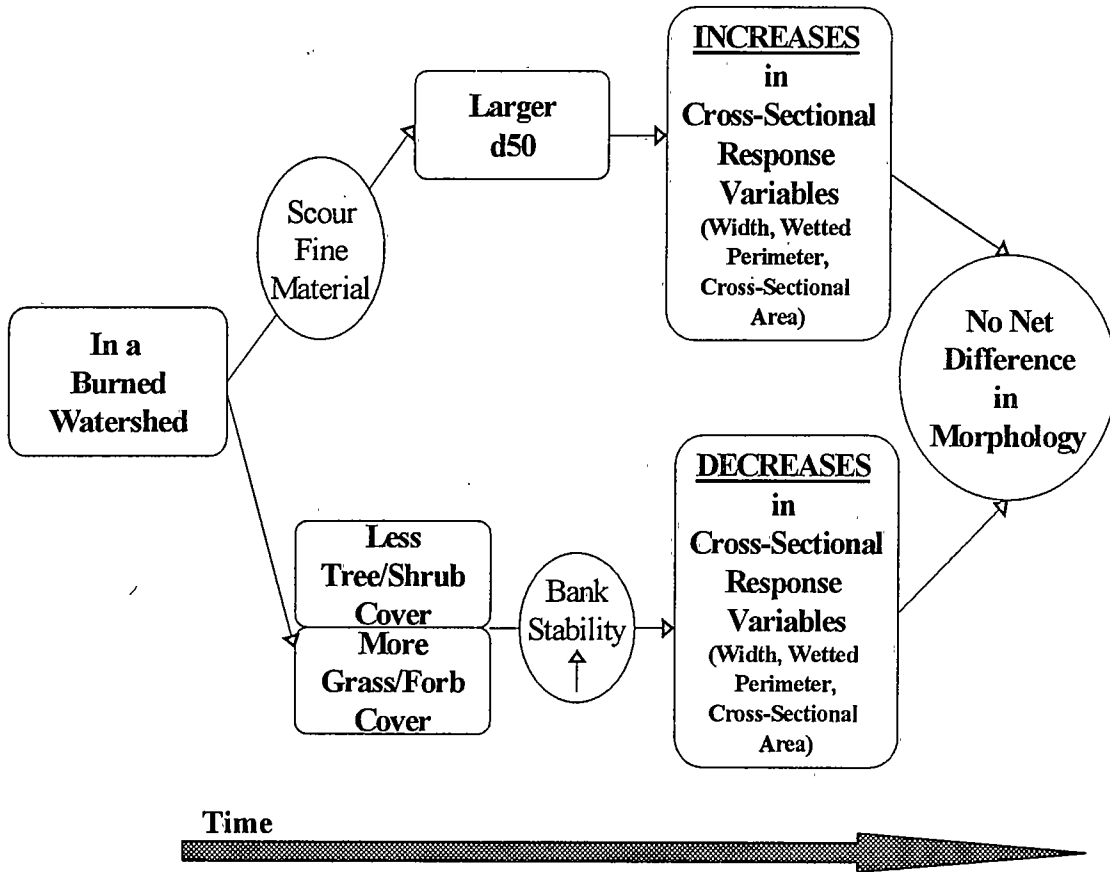 In a
Burned
Watershed
Scour
Fine
Material
Larger
d50
INCREASES
in
Cross-Sectional
Response
Variables
(Width, Wetted
Perimeter,
Cross-Sectional
Area)
Less
Tree/Shrub
Cover
More
Grass/Forb
Cover
Bank
Stability
DECREASES
in
Cross-Sectional
Response
Variables
(Width, Wetted
Perimeter,
Cross-Sectional
Area)
No Net
Difference
in
Morphology
Time